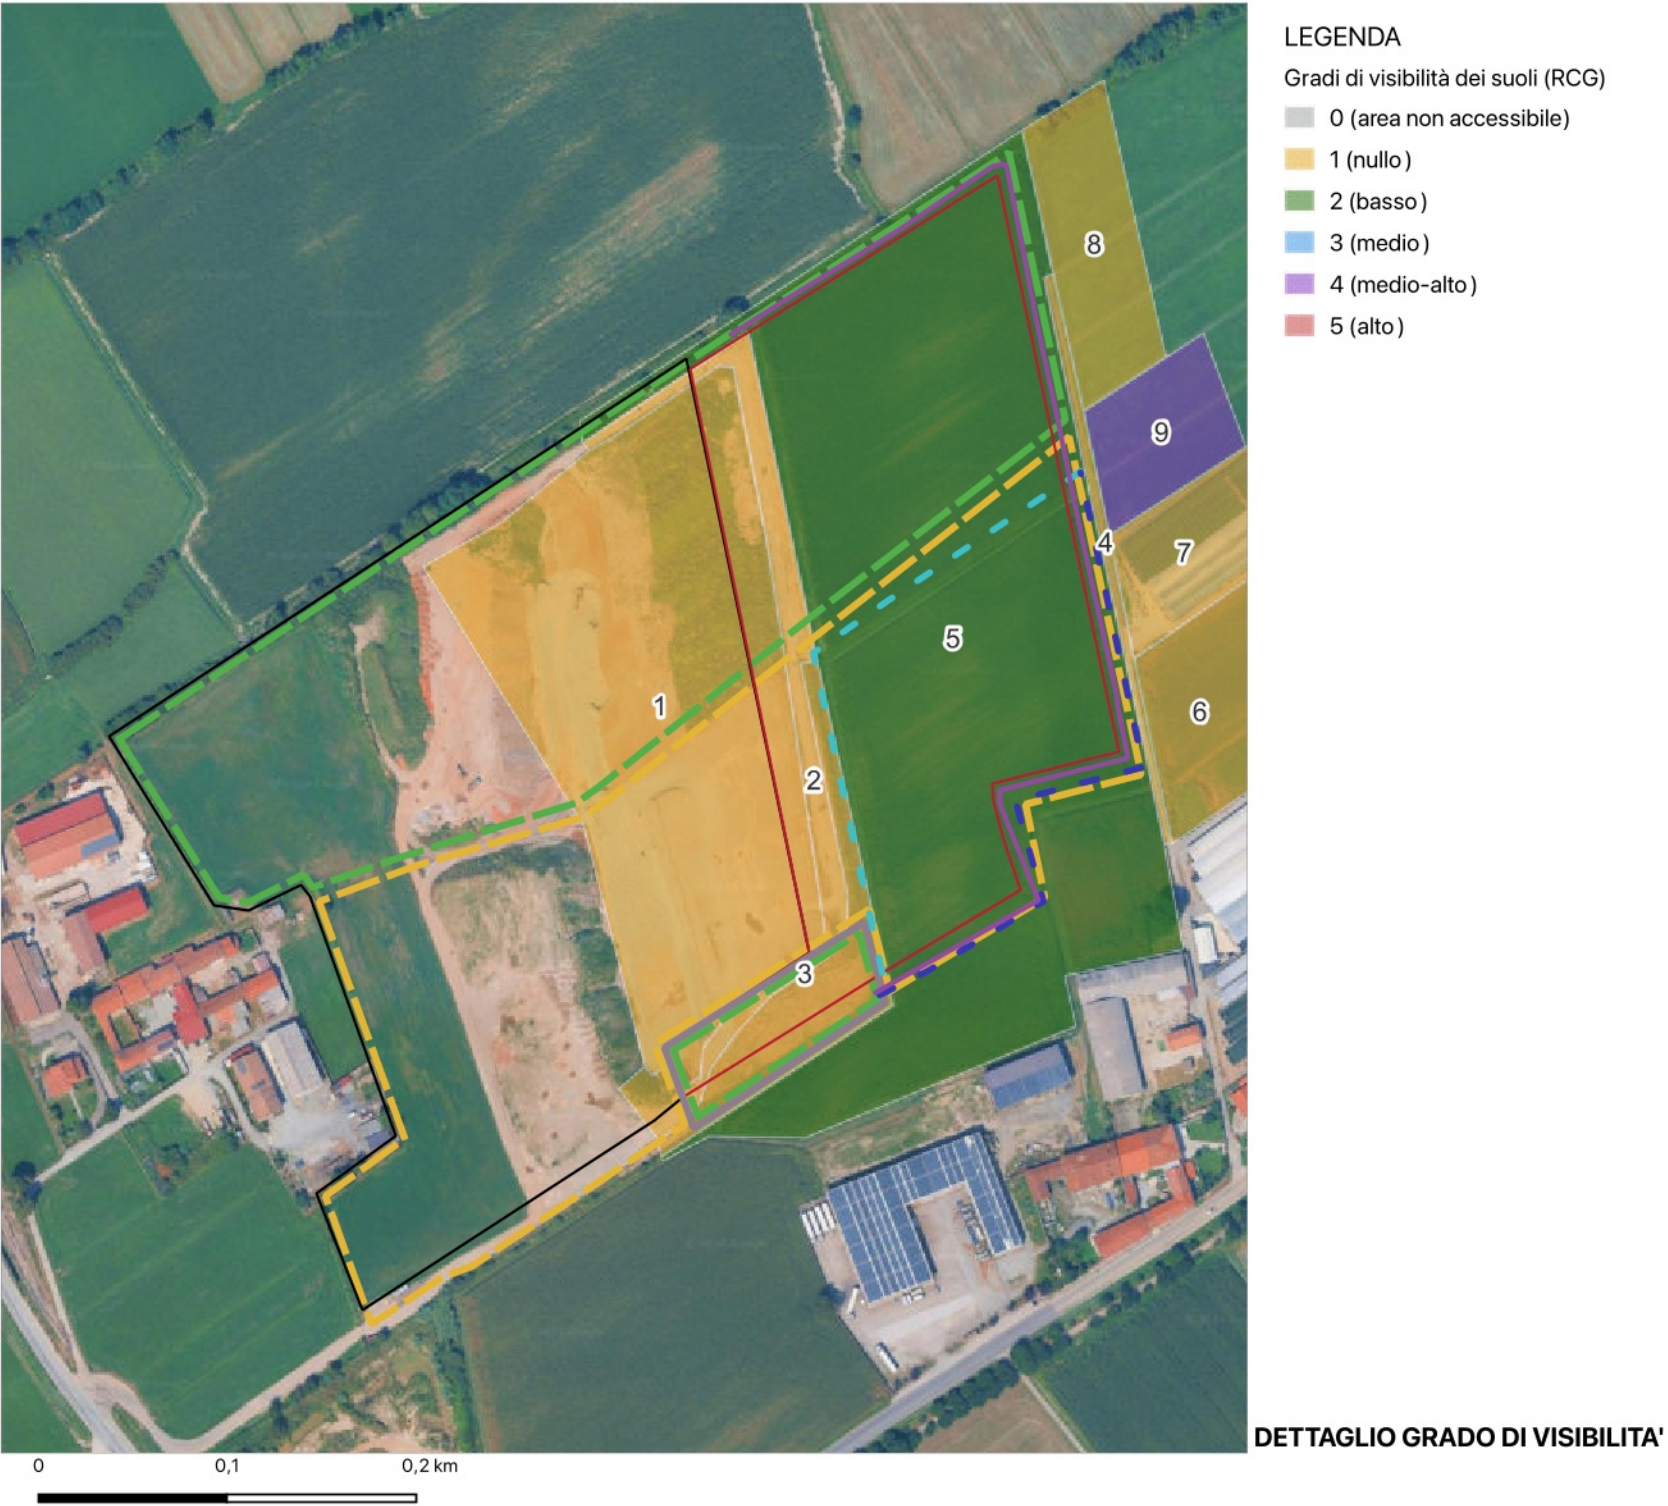 LEGENDA
Gradi di visibilità dei suoli (RCG)
0 (area non accessibile)
1 (nullo)
2 (basso)
3 (medio)
4 (medio-alto)
5 (alto)
8
9
4
7
5
6
1
2
3
DETTAGLIO GRADO DI VISIBILITA'
0 0,1 0,2 km